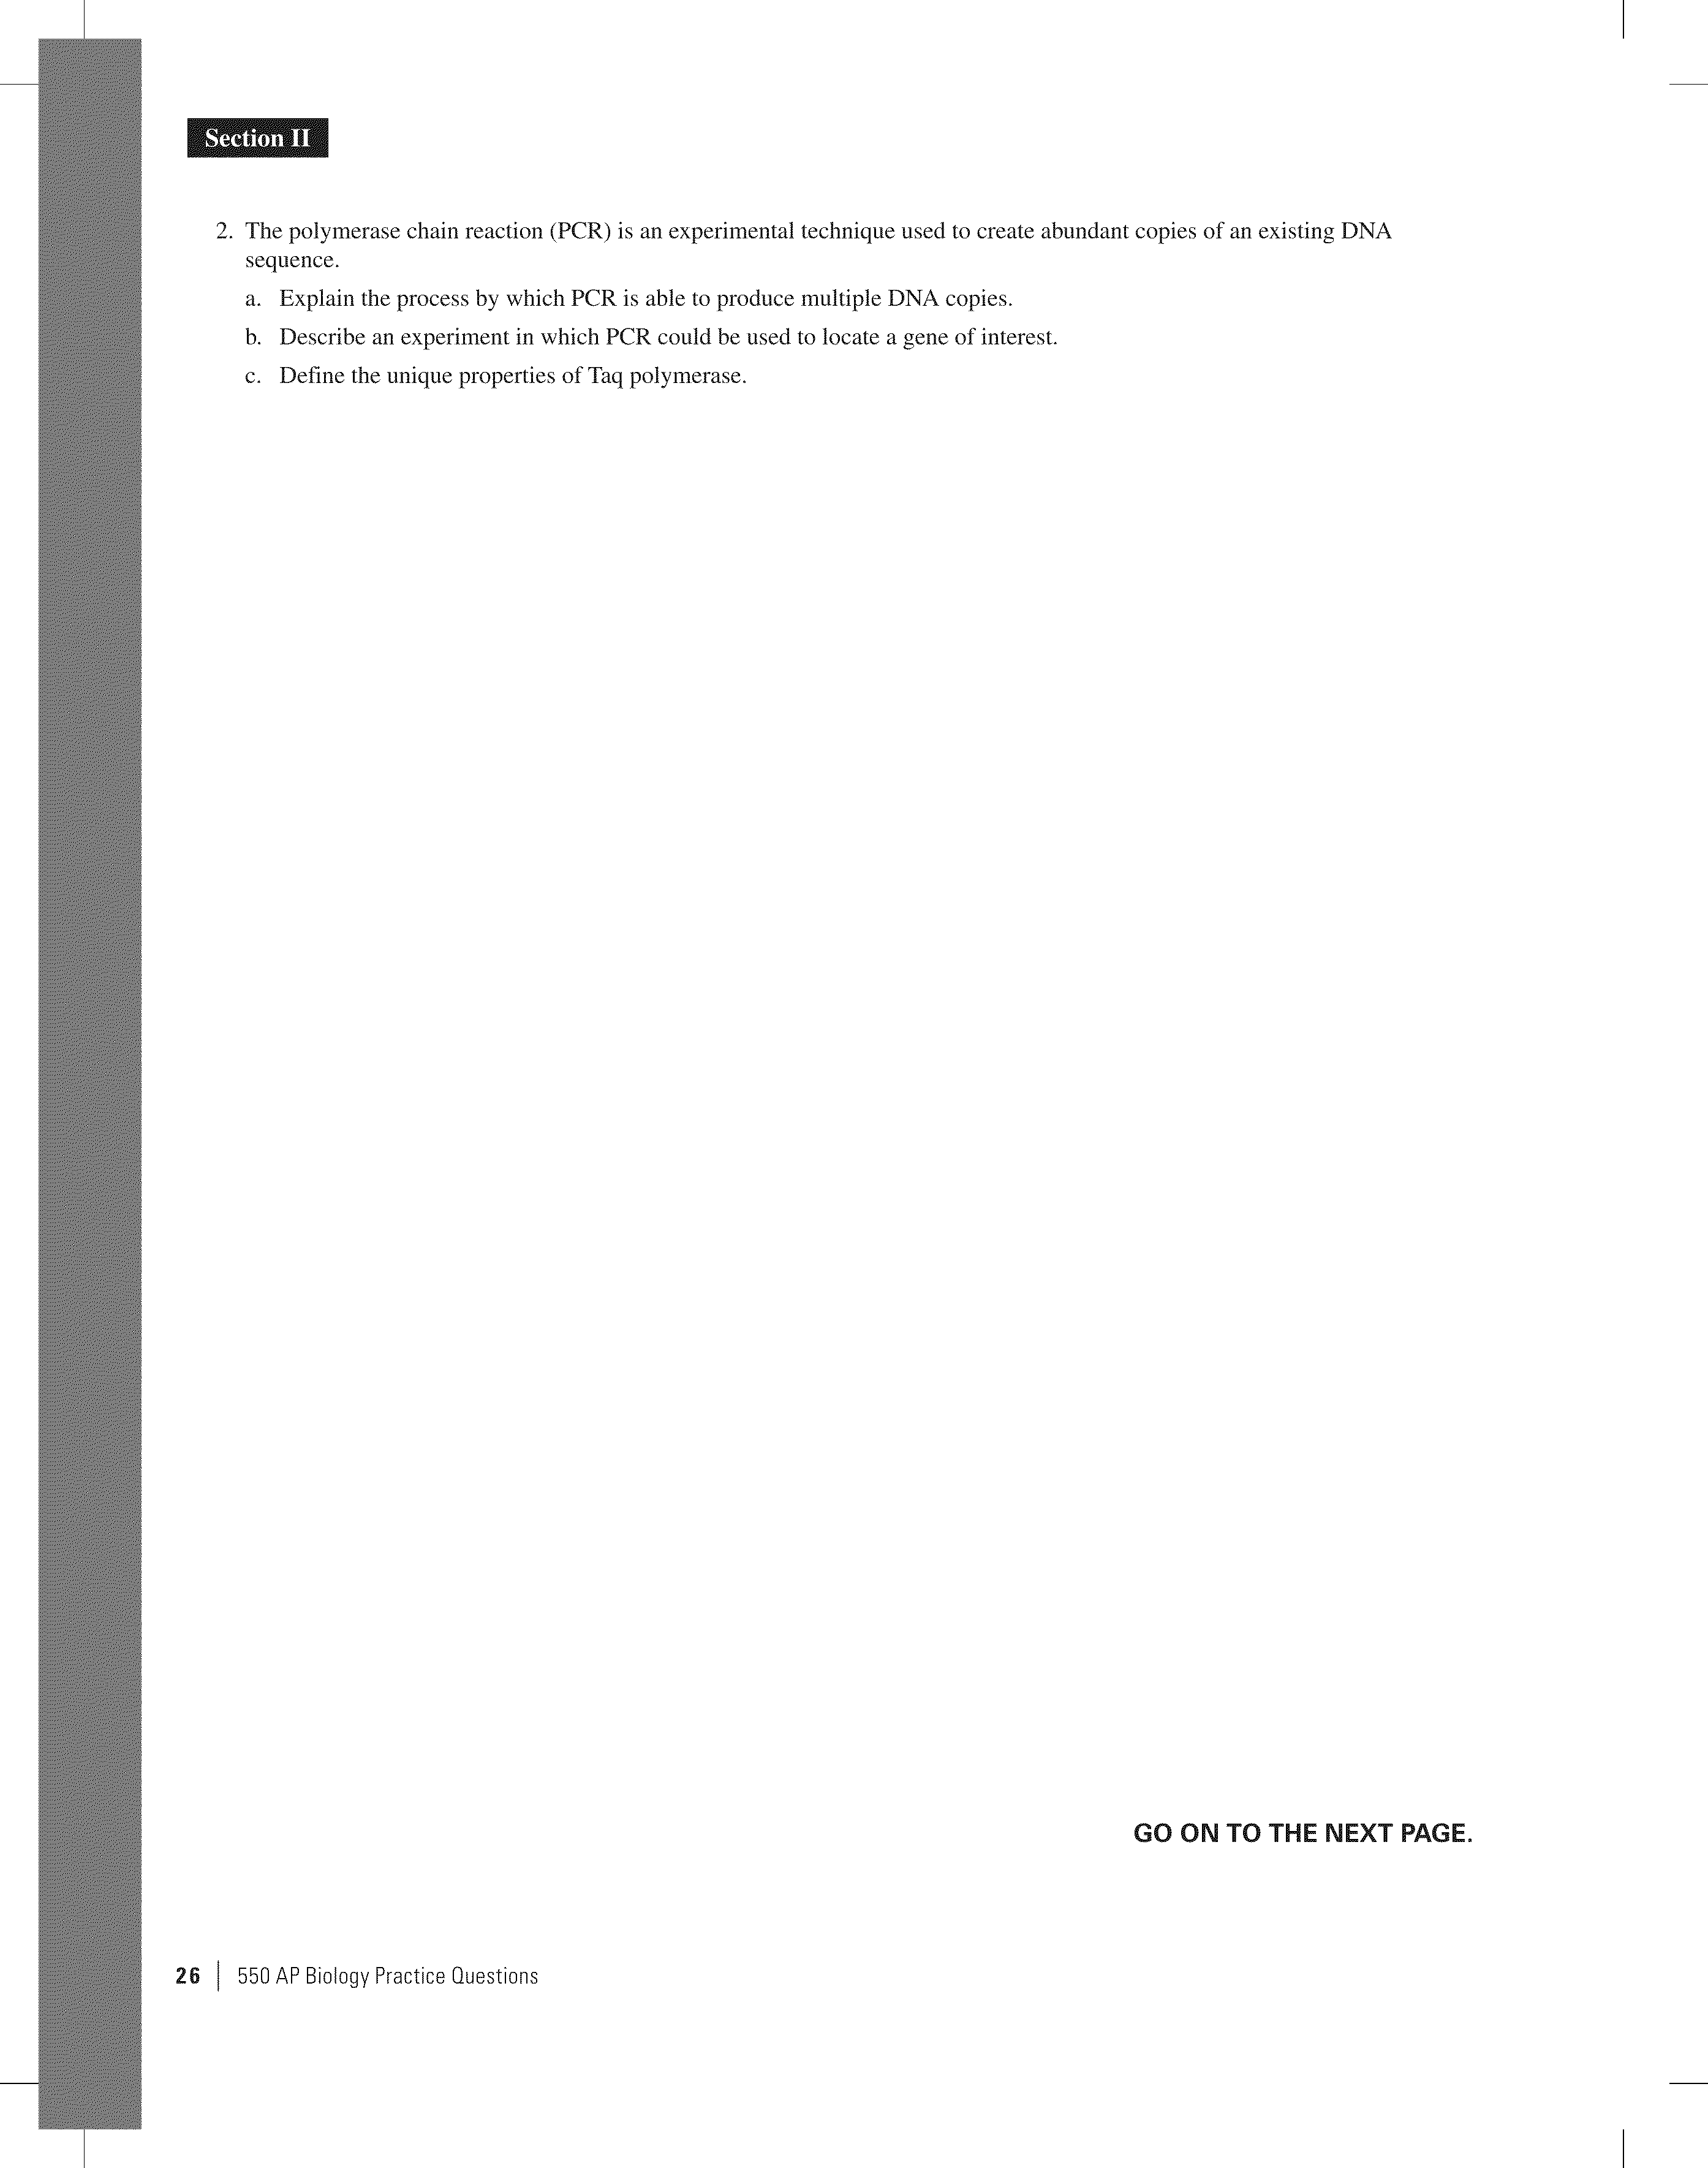 Section II
2. The polymerase chain reaction (PCR) is an experimental technique used to create abundant copies of an existing DNA
sequence.
a. Explain the process by which PCR is able to produce multiple DNA copies.
b. Describe an experiment in which PCR could be used to locate a gene of interest.
c. Define the unique properties of Taq polymerase.
GO ON TO THE NEXT PAGE.
26 | 550 AP Biology Practice Questions